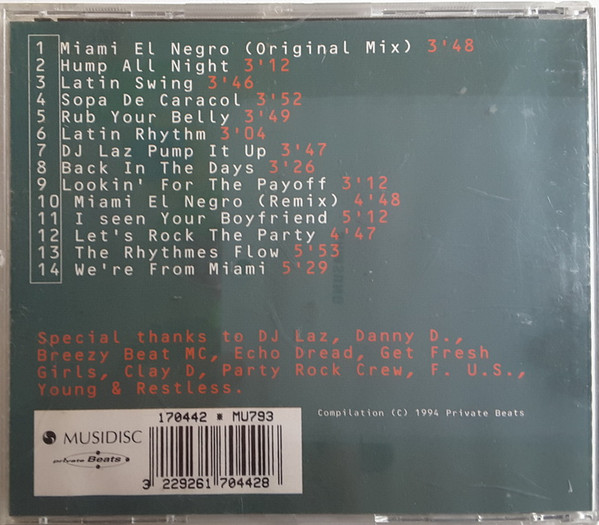 1 Miami El Negro (Original Mix) 3'48
2 Hump All Night 3'12
3 Latin Swing 3'46
4 Sopa De Caracol 3'52
5 Rub Your Belly 3'49
6 Latin Rhythm 3'04
7 DJ Laz Pump It Up 3'47
8 Back In The Days 3'26
9 Lookin' For The Payoff 3'12
10 Miami El Negro (Remix) 4'48
11 I seen Your Boyfriend 5'12
12 Let's Rock The Party 4'47
13 The Rhythmes Flow 5'53
14 We're From Miami 5'29
Special thanks to DJ Laz, Danny D.,
Breezy Beat MC, Echo Dread, Get Fresh
Girls, Clay D, Party Rock Crew, F. U.S.,
Young & Restless.
170442 ■ MU793
MUSIDISC
private Beats
3 229261 704428
Compilation (C) 1994 Private Beats